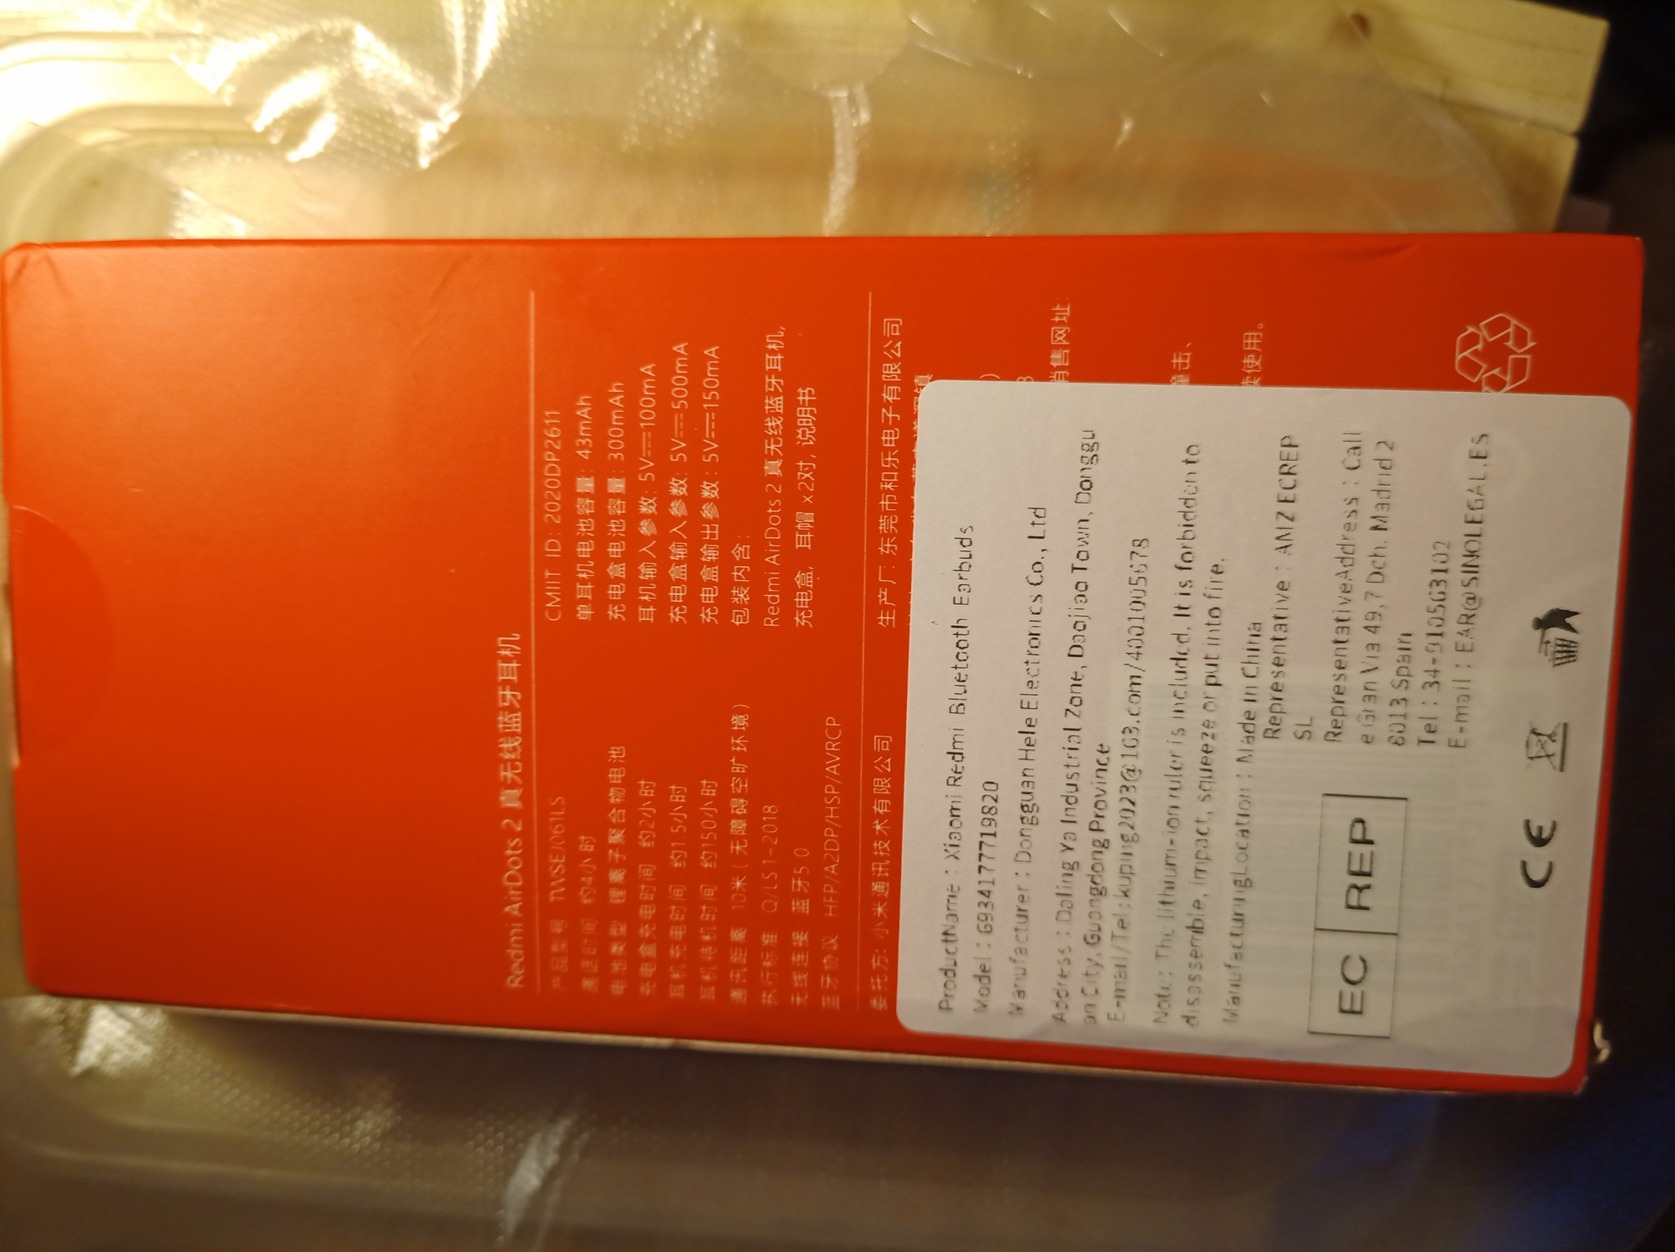 Redmi AirDots 2 真无线蓝牙耳机
产品型号 TWSEJ061LS
通话时间 约4小时
电池类型 锂离子聚合物电池
充电盒充电时间 约2小时
耳机充电时间 约1.5小时
耳机待机时间 约150小时
通讯距离 10米(无障碍空旷环境)
执行标准 Q/LS 1-2018
无线连接 蓝牙5.0
蓝牙协议 HFP/A2DP/HSP/AVRCP
CMIIT ID: 2020DP2611
单耳机电池容量: 43mAh
充电盒电池容量: 300mAh
耳机输入参数: 5V⎓100mA
充电盒输入参数: 5V⎓500mA
充电盒输出参数: 5V⎓150mA
包装内含:
Redmi AirDots 2 真无线蓝牙耳机,
充电盒, 耳帽 x2对, 说明书
委托方: 小米通讯技术有限公司
生产厂: 东莞市和乐电子有限公司
售网址:
击、
使用。
ProductName : Xiaomi Redmi Bluetooth Earbuds
Model : 6934177719820
Manufacturer : Dongguan Hele Electronics Co., Ltd
Address : Daling Ya Industrial Zone, Daojiao Town, Donggu
an City, Guangdong Province
E-mail/Tel : kuping2023@163.com/4001005678
Note : The lithium-ion ruler is included. It is forbidden to
disassemble, impact, squeeze or put into fire.
ManufacturingLocation : Made In China
EC REP
Representative : ANIZ ECREP
SL
RepresentativeAddress : Call
e Gran Via 49,7 Dch, Madrid 2
8013 Spain
Tel : 34-910563102
E-mail : EAR@SINOLEGAL.ES
CE